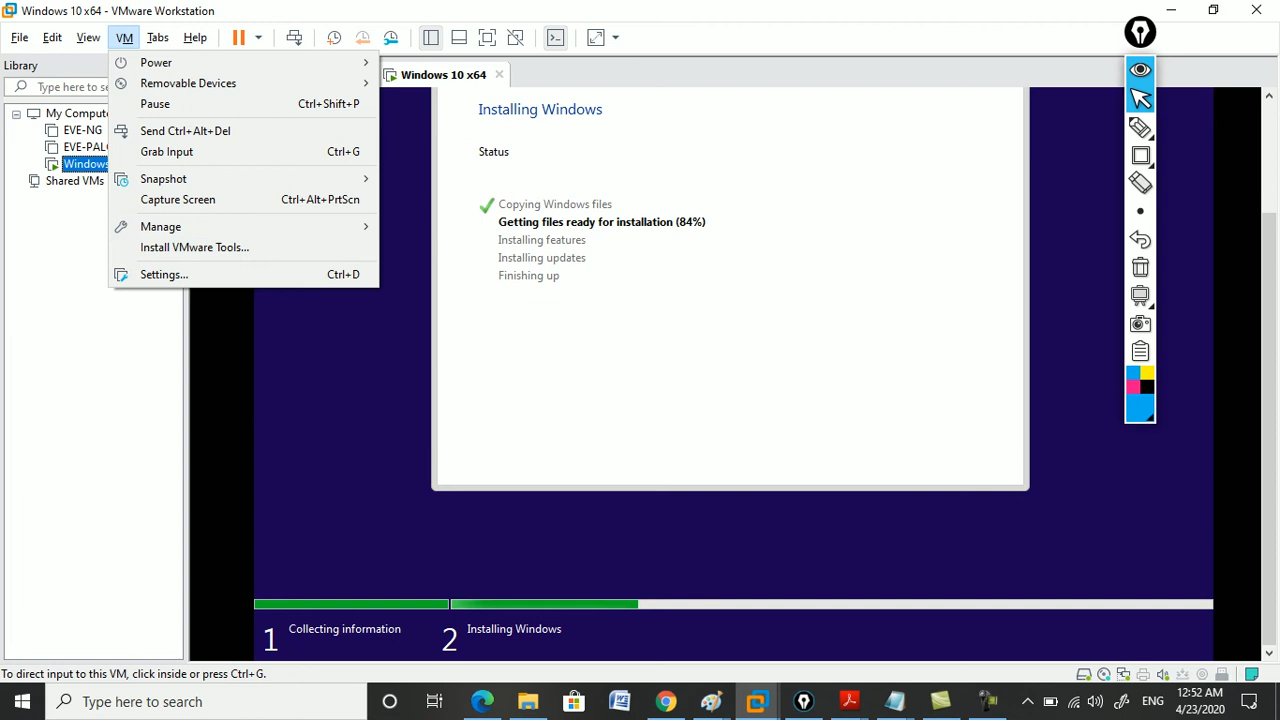 Windows 10 x64 - VMware Workstation
File Edit View VM Tabs Help
Library
Type here to se
My Compute
EVE-NG
EVE-PAL
Windows
Shared VMs
Power
Removable Devices
Pause Ctrl+Shift+P
Send Ctrl+Alt+Del
Grab Input Ctrl+G
Snapshot
Capture Screen Ctrl+Alt+PrtScn
Manage
Install VMware Tools...
Settings... Ctrl+D
Windows 10 x64
Installing Windows
Status
Copying Windows files
Getting files ready for installation (84%)
Installing features
Installing updates
Finishing up
1 Collecting information
2 Installing Windows
To direct input to this VM, click inside or press Ctrl+G.
Type here to search
ENG
12:52 AM
4/23/2020